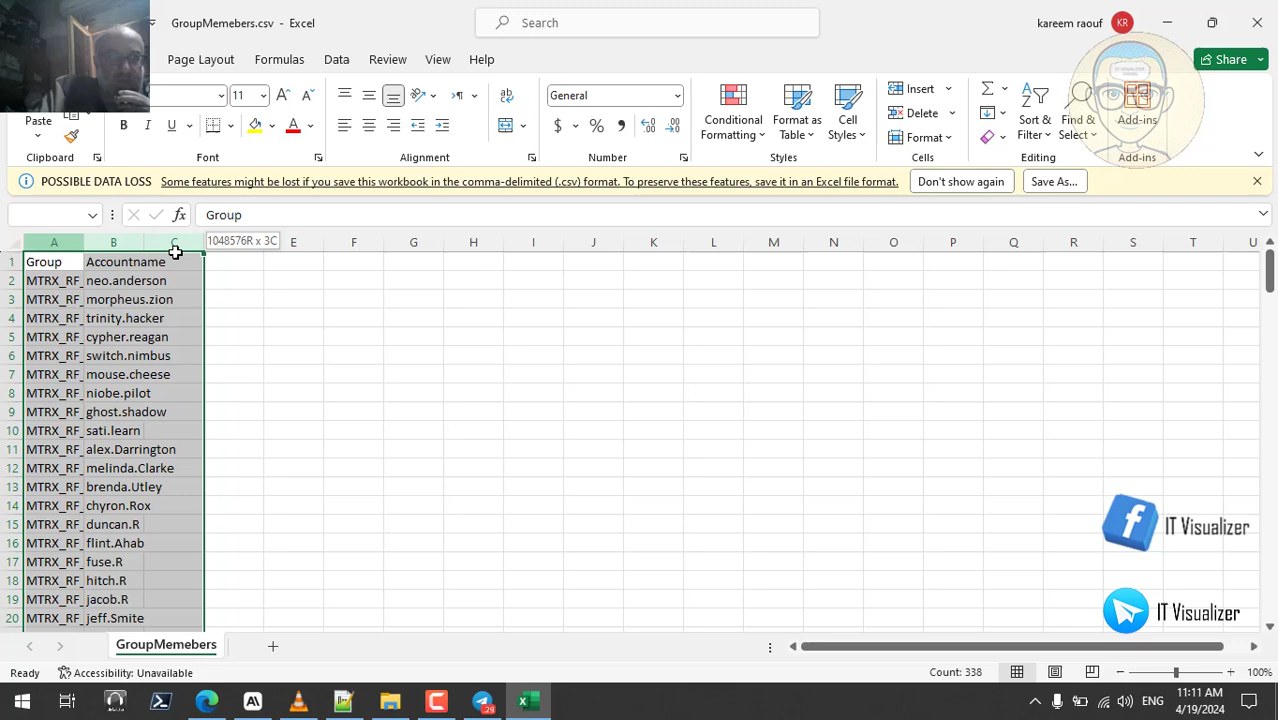 GroupMemebers.csv - Excel
Search
kareem raouf
KR
Page Layout
Formulas
Data
Review
View
Help
Share
Paste
11
General
Conditional Formatting
Format as Table
Cell Styles
Insert
Delete
Format
Sort & Filter
Find & Select
Add-ins
Clipboard
Font
Alignment
Number
Styles
Cells
Editing
Add-ins
POSSIBLE DATA LOSS Some features might be lost if you save this workbook in the comma-delimited (.csv) format. To preserve these features, save it in an Excel file format. Don't show again Save As...
Group
1048576R x 3C
A B C E F G H I J K L M N O P Q R S T U
1 Group Accountname
2 MTRX_RF_ neo.anderson
3 MTRX_RF_ morpheus.zion
4 MTRX_RF_ trinity.hacker
5 MTRX_RF_ cypher.reagan
6 MTRX_RF_ switch.nimbus
7 MTRX_RF_ mouse.cheese
8 MTRX_RF_ niobe.pilot
9 MTRX_RF_ ghost.shadow
10 MTRX_RF_ sati.learn
11 MTRX_RF_ alex.Darrington
12 MTRX_RF_ melinda.Clarke
13 MTRX_RF_ brenda.Utley
14 MTRX_RF_ chyron.Rox
15 MTRX_RF_ duncan.R
16 MTRX_RF_ flint.Ahab
17 MTRX_RF_ fuse.R
18 MTRX_RF_ hitch.R
19 MTRX_RF_ jacob.R
20 MTRX_RF_ jeff.Smite
IT Visualizer
IT Visualizer
GroupMemebers
Ready
Accessibility: Unavailable
Count: 338
100%
ENG
11:11 AM
4/19/2024